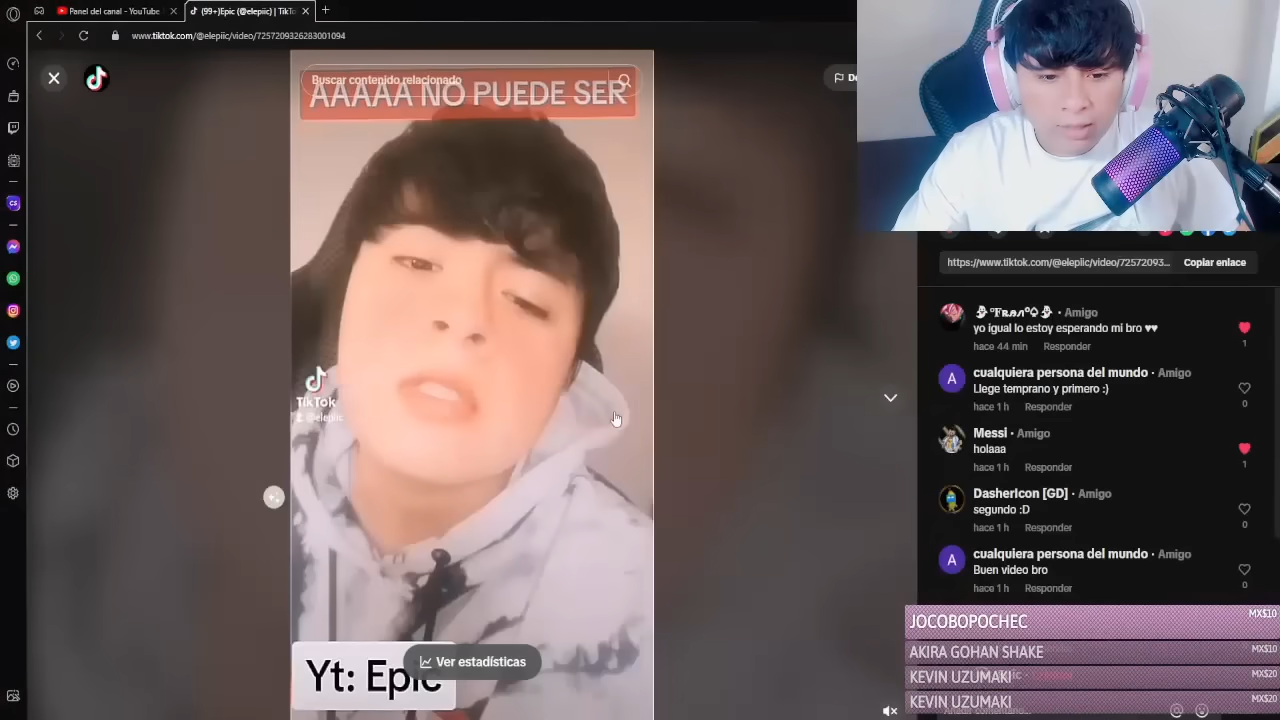 Panel del canal - YouTube
(99+)Epic (@elepiic) | TikTo
www.tiktok.com/@elepiic/video/7257209326283001094
Buscar contenido relacionado
De
AAAAA NO PUEDE SER
TikTok
@elepiic
Ver estadísticas
Yt: Epic
https://www.tiktok.com/@elepiic/video/72572093...
Copiar enlace
· Amigo
yo igual lo estoy esperando mi bro ♥♥
hace 44 min Responder
1
A
cualquiera persona del mundo · Amigo
Llege temprano y primero :)
hace 1 h Responder
0
Messi · Amigo
holaaa
hace 1 h Responder
1
DasherIcon [GD] · Amigo
segundo :D
hace 1 h Responder
0
A
cualquiera persona del mundo · Amigo
Buen video bro
hace 1 h Responder
0
JOCOBOPOCHEC MX$10
AKIRA GOHAN SHAKE MX$10
KEVIN UZUMAKI MX$20
KEVIN UZUMAKI MX$20